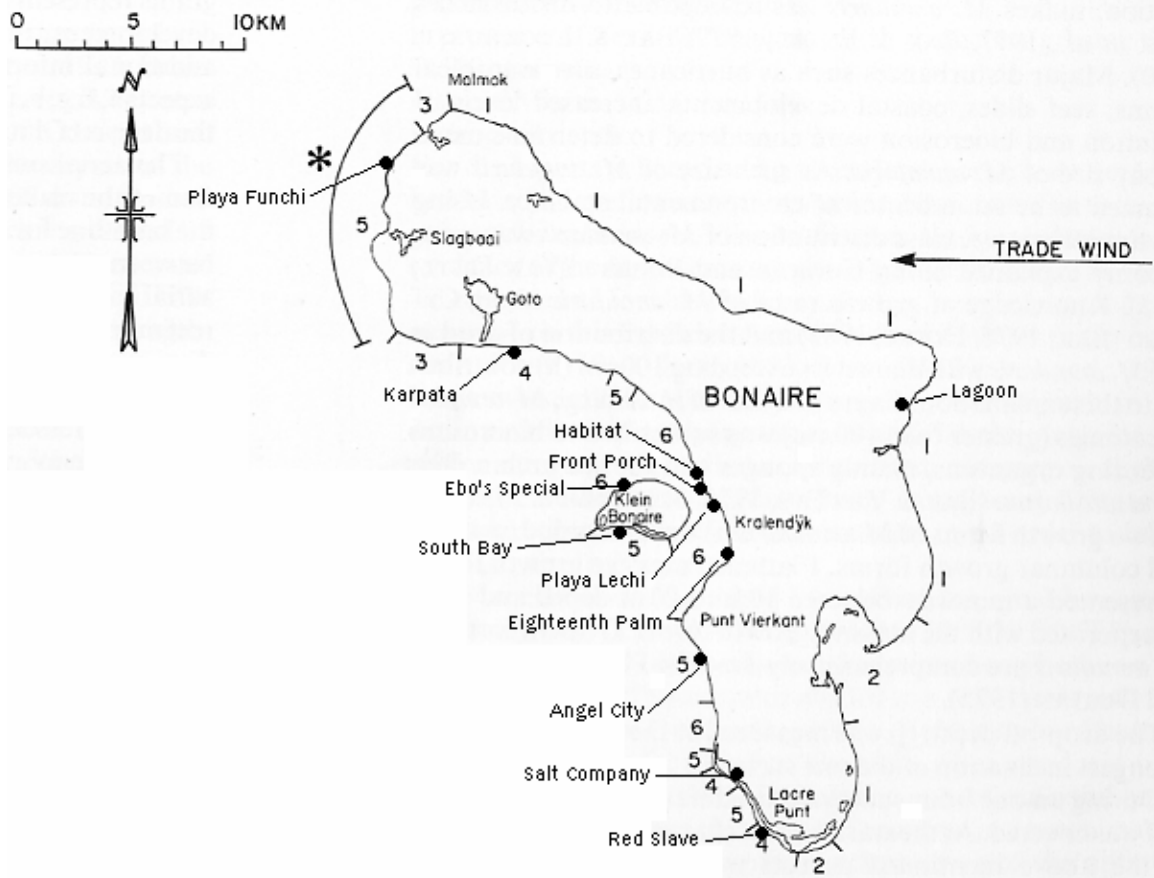 0 5 10 KM
N
Malmok
3
1
*
Playa Funchi
1
5
Slagbaai
TRADE WIND
Goto
1
1
3
1
4
Karpata
5
BONAIRE
Lagoon
Habitat
6
Front Porch
1
Ebo's Special
6
Klein
Bonaire
Kralendijk
South Bay
5
6
1
Playa Lechi
Eighteenth Palm
Punt Vierkant
2
5
Angel City
6
5
Salt Company
4
Lacre
Punt
1
5
Red Slave
4
2